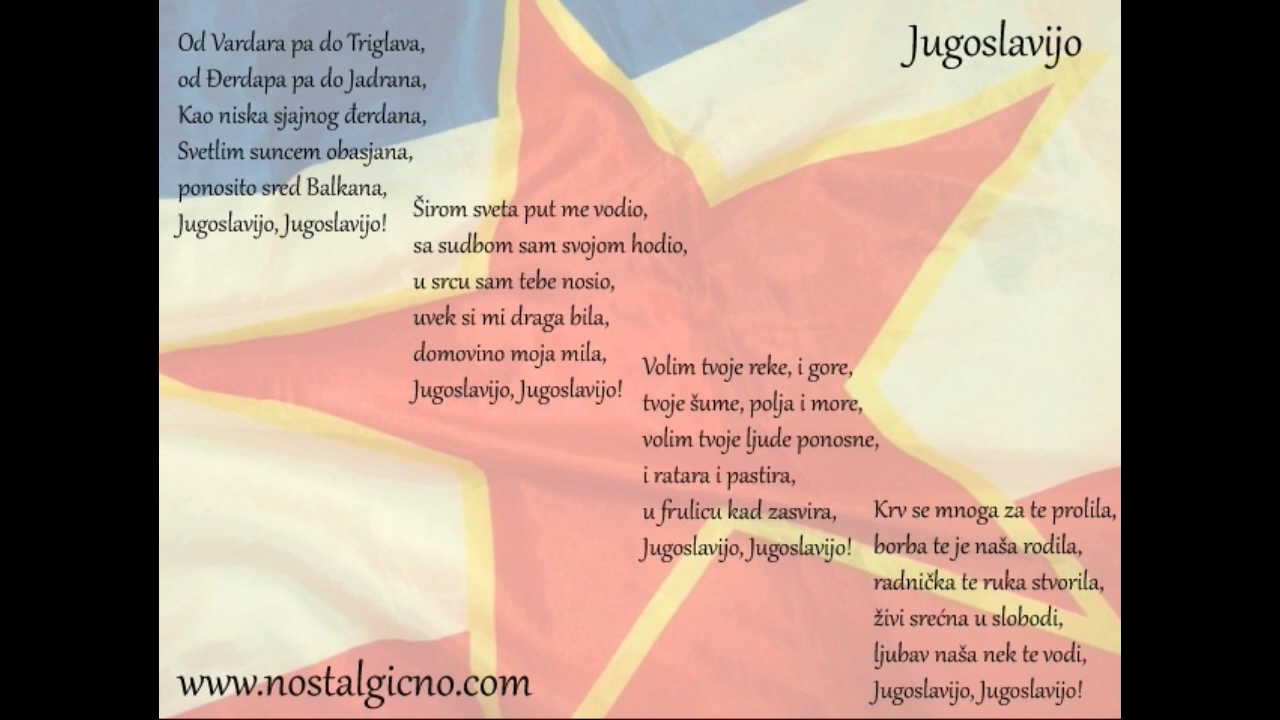 Jugoslavijo
Od Vardara pa do Triglava,
od Đerdapa pa do Jadrana,
Kao niska sjajnog đerdana,
Svetlim suncem obasjana,
ponosito sred Balkana,
Jugoslavijo, Jugoslavijo!
Širom sveta put me vodio,
sa sudbom sam svojom hodio,
u srcu sam tebe nosio,
uvek si mi draga bila,
domovino moja mila,
Jugoslavijo, Jugoslavijo!
Volim tvoje reke, i gore,
tvoje šume, polja i more,
volim tvoje ljude ponosne,
i ratara i pastira,
u frulicu kad zasvira,
Jugoslavijo, Jugoslavijo!
Krv se mnoga za te prolila,
borba te je naša rodila,
radnička te ruka stvorila,
živi srećna u slobodi,
ljubav naša nek te vodi,
Jugoslavijo, Jugoslavijo!
www.nostalgicno.com